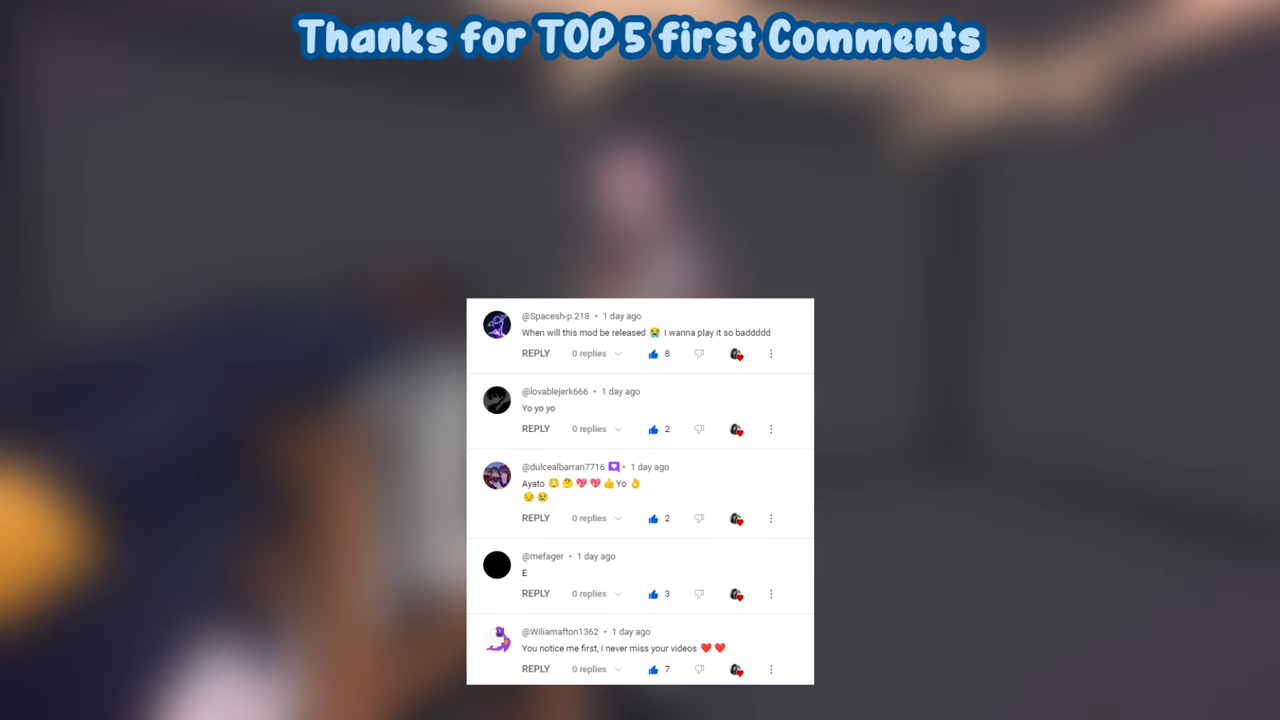 Thanks for TOP 5 first Comments
@Spacesh-p.218 • 1 day ago
When will this mod be released 😭 I wanna play it so baddddd
REPLY 0 replies 8
@lovablejerk666 • 1 day ago
Yo yo yo
REPLY 0 replies 2
@dulcealbarran7716 • 1 day ago
Ayato 😳 🤔 💖 💖 👍 Yo 👌
😔 😢
REPLY 0 replies 2
@mefager • 1 day ago
E
REPLY 0 replies 3
@Wiliamafton1362 • 1 day ago
You notice me first, I never miss your videos ❤️ ❤️
REPLY 0 replies 7